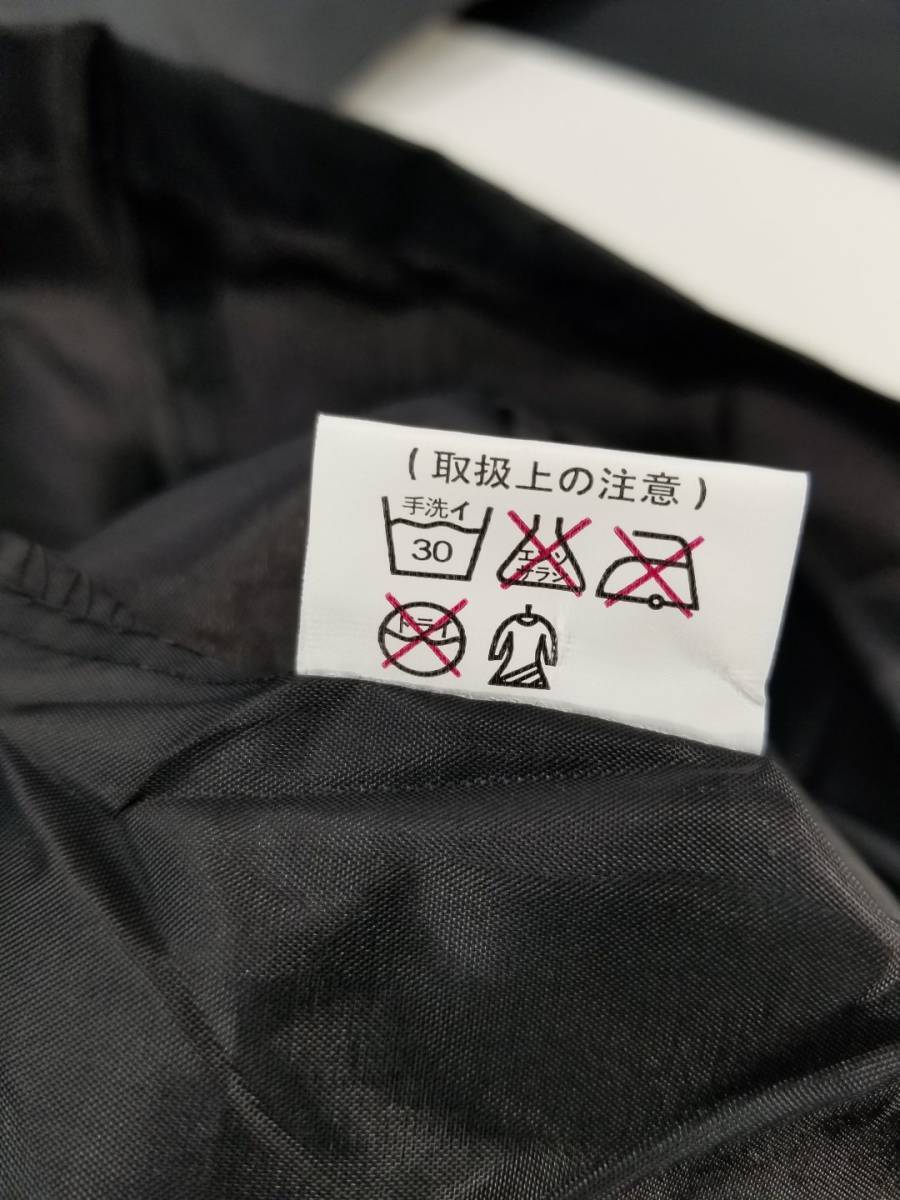 (取扱上の注意)
手洗イ
30
エンソ
サラシ
ドライ